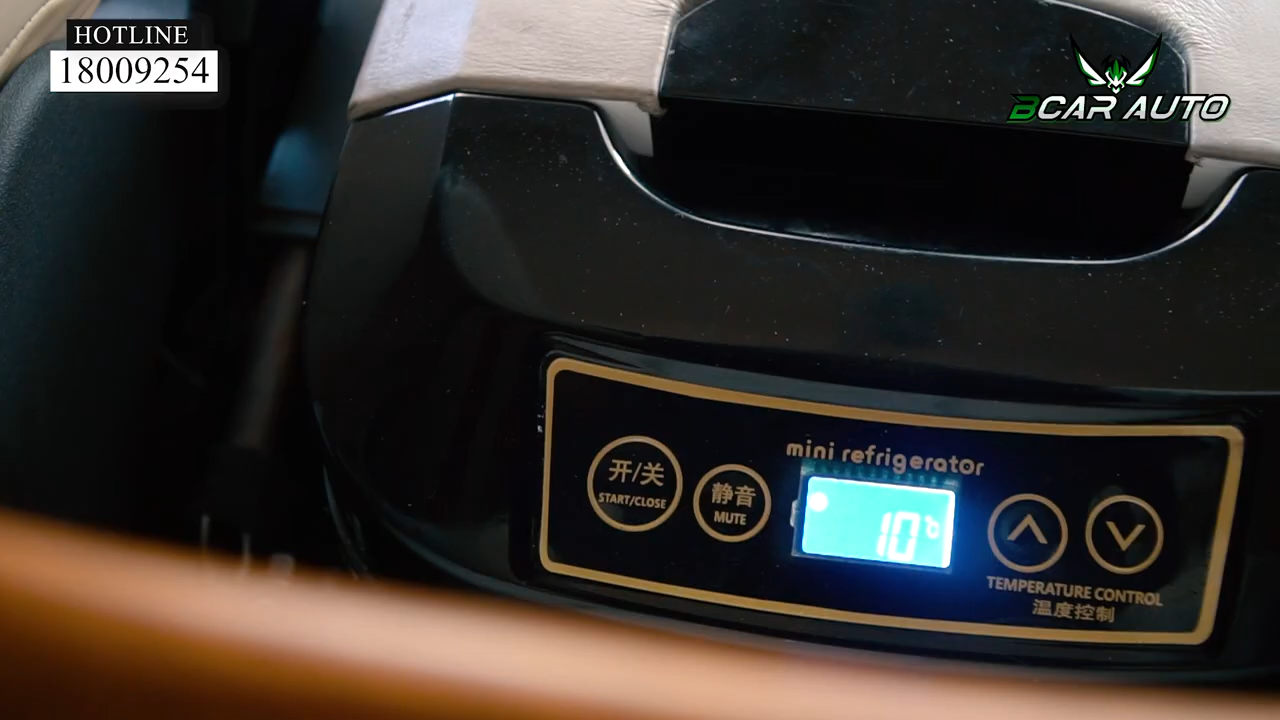 HOTLINE
18009254
BCAR AUTO
mini refrigerator
开/关
START/CLOSE
静音
MUTE
10℃
TEMPERATURE CONTROL
温度控制